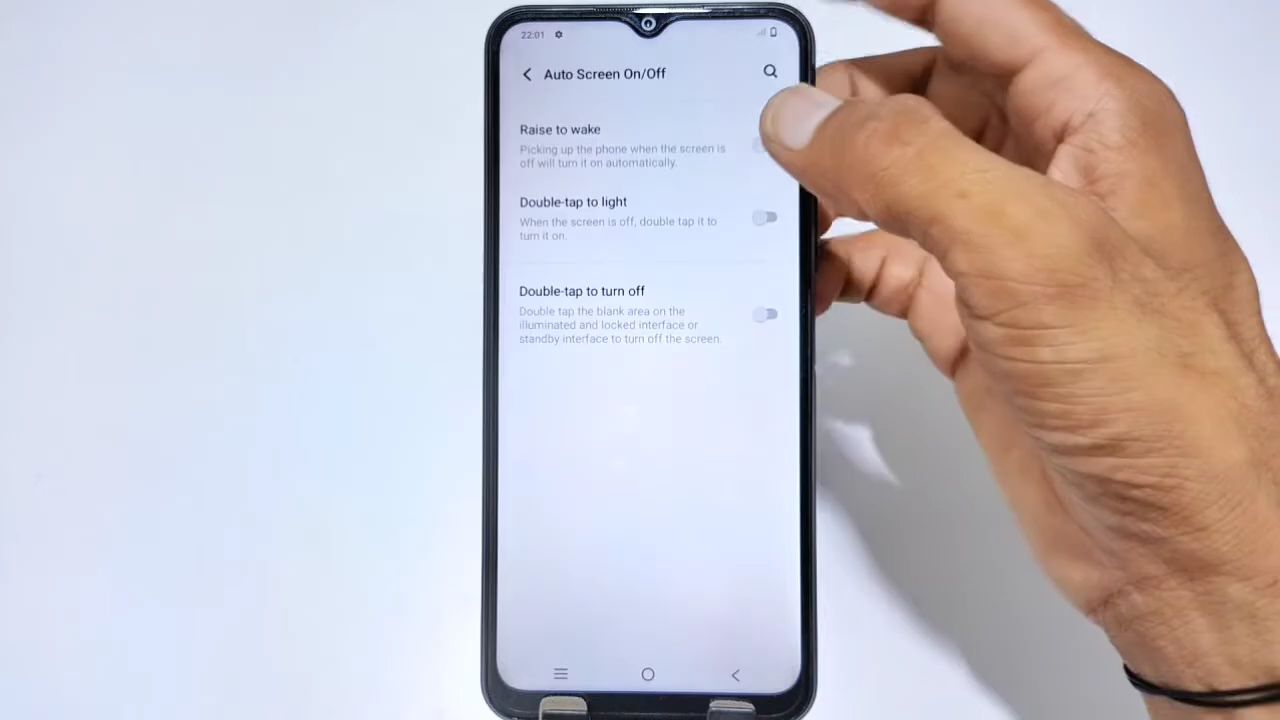 22:01
Auto Screen On/Off
Raise to wake
Picking up the phone when the screen is
off will turn it on automatically.
Double-tap to light
When the screen is off, double tap it to
turn it on.
Double-tap to turn off
Double tap the blank area on the
illuminated and locked interface or
standby interface to turn off the screen.